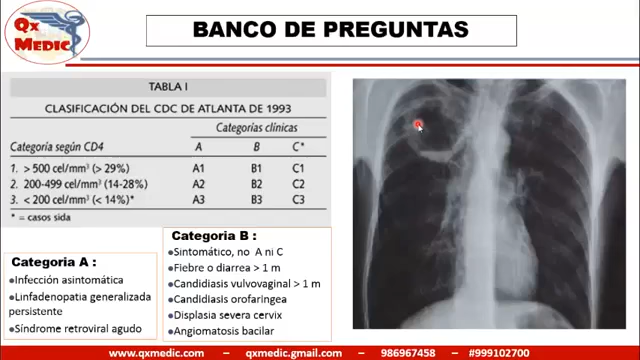 Qx
MEDIC
BANCO DE PREGUNTAS
TABLA I
CLASIFICACIÓN DEL CDC DE ATLANTA DE 1993
Categorías clínicas
Categoría según CD4 A B C*
1. > 500 cel/mm³ (> 29%) A1 B1 C1
2. 200-499 cel/mm³ (14-28%) A2 B2 C2
3. < 200 cel/mm³ (< 14%)* A3 B3 C3
* = casos sida
Categoria A :
•Infección asintomática
•Linfadenopatia generalizada
persistente
•Síndrome retroviral agudo
Categoria B :
•Sintomático, no A ni C
•Fiebre o diarrea > 1 m
•Candidiasis vulvovaginal > 1 m
•Candidiasis orofaringea
•Displasia severa cervix
•Angiomatosis bacilar
www.qxmedic.com – qxmedic.gmail.com – 986967458 – #999102700